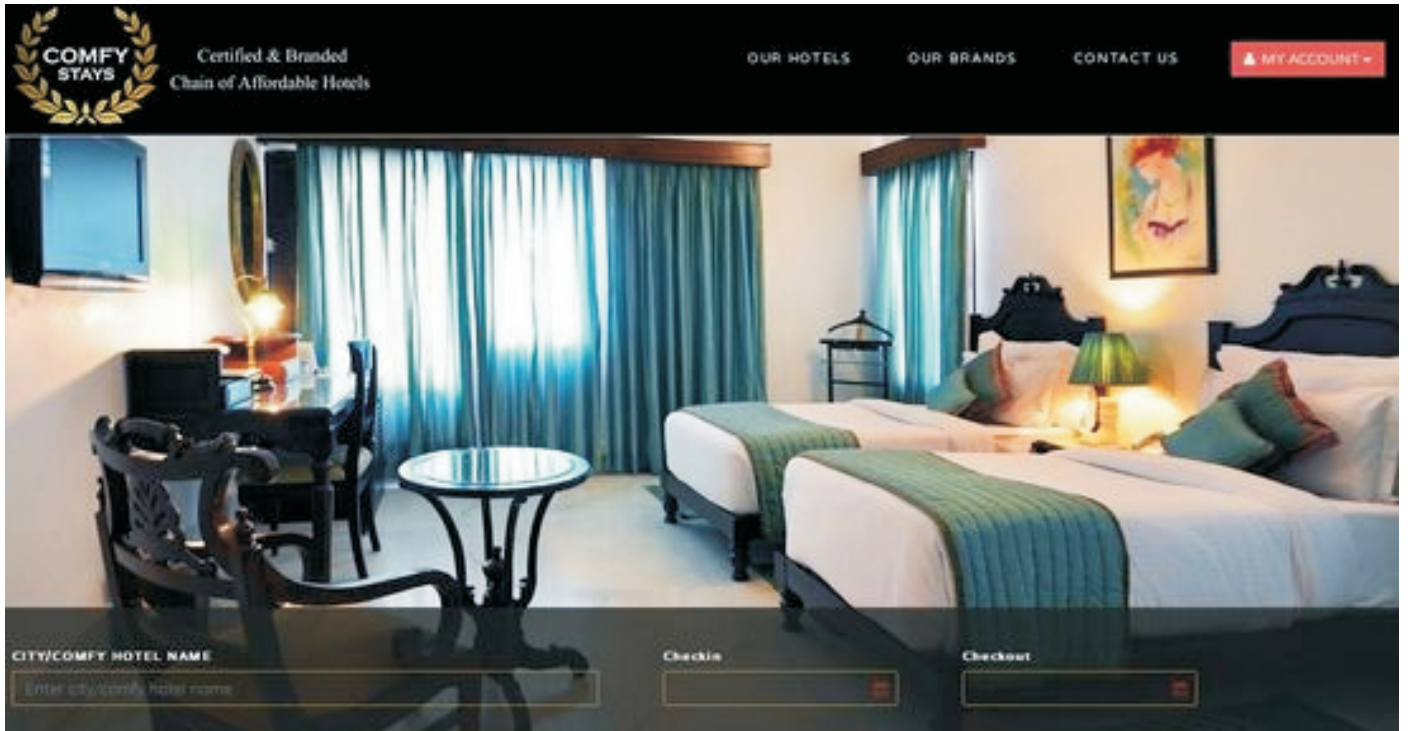 COMFY
STAYS
Certified & Branded
Chain of Affordable Hotels
OUR HOTELS
OUR BRANDS
CONTACT US
MY ACCOUNT
CITY/COMFY HOTEL NAME
Enter city/comfy hotel name
Checkin
Checkout